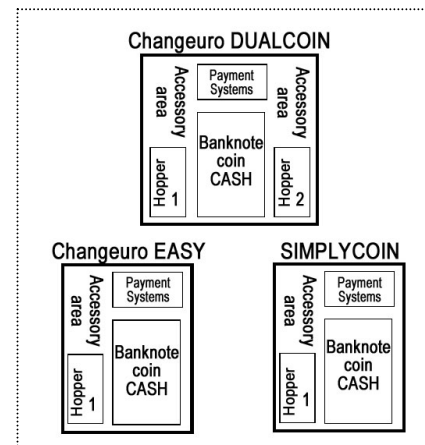 Changeuro DUALCOIN
Accessory
area
Payment
Systems
Accessory
area
Hopper
1
Banknote
coin
CASH
Hopper
2
Changeuro EASY
Accessory
area
Payment
Systems
Hopper
1
Banknote
coin
CASH
SIMPLYCOIN
Accessory
area
Payment
Systems
Hopper
1
Banknote
coin
CASH